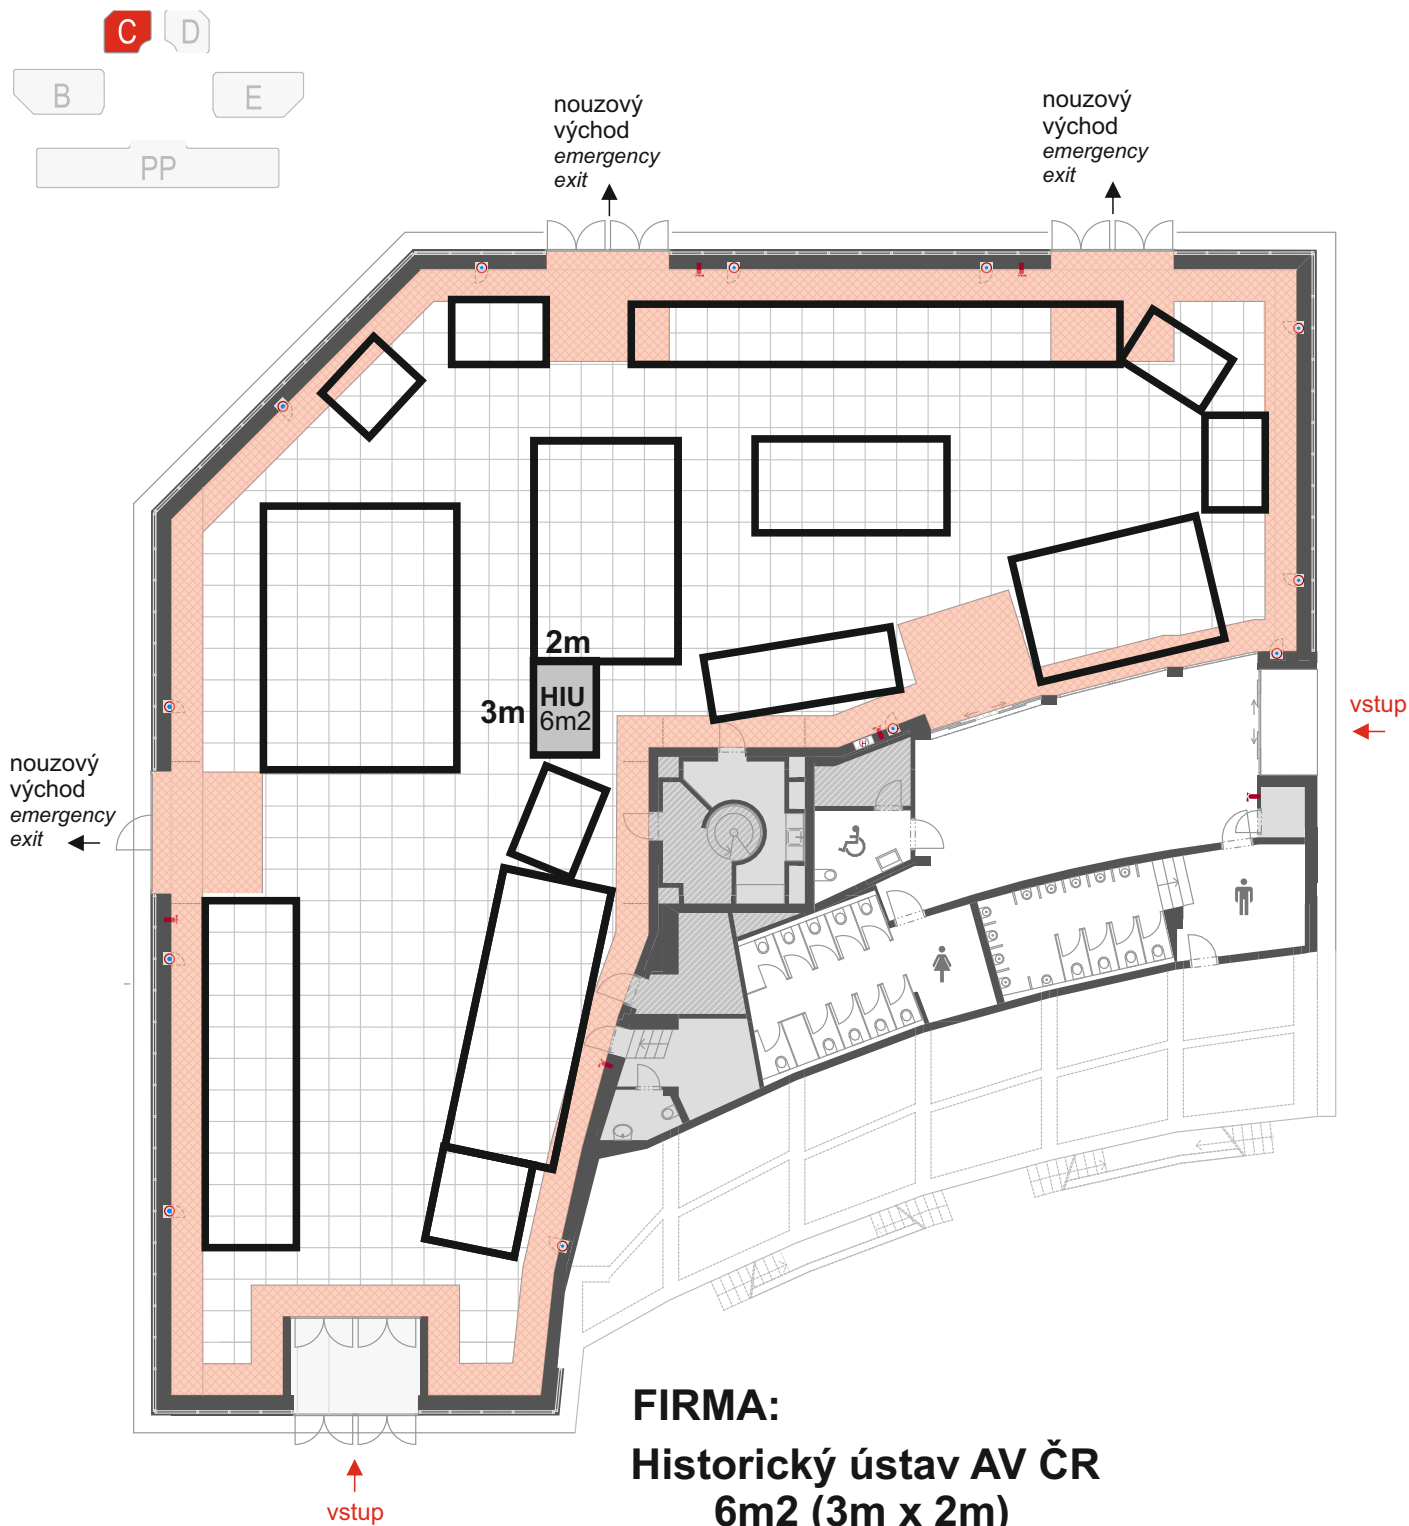 C
D
B
E
PP
nouzový
východ
emergency
exit
nouzový
východ
emergency
exit
2m
3m
HIU
6m2
vstup
nouzový
východ
emergency
exit
vstup
FIRMA:
Historický ústav AV ČR
6m2 (3m x 2m)